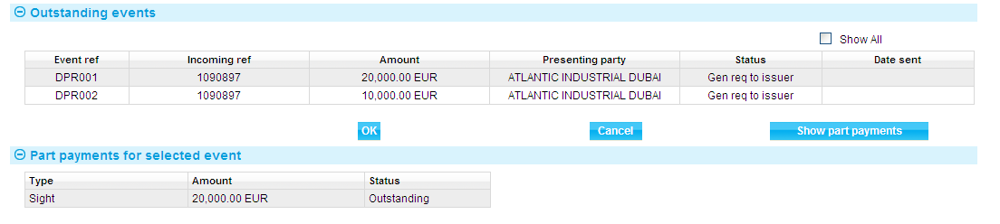 Outstanding events
Show All
Event ref Incoming ref Amount Presenting party Status Date sent
DPR001 1090897 20,000.00 EUR ATLANTIC INDUSTRIAL DUBAI Gen req to issuer
DPR002 1090897 10,000.00 EUR ATLANTIC INDUSTRIAL DUBAI Gen req to issuer
OK Cancel Show part payments
Part payments for selected event
Type Amount Status
Sight 20,000.00 EUR Outstanding